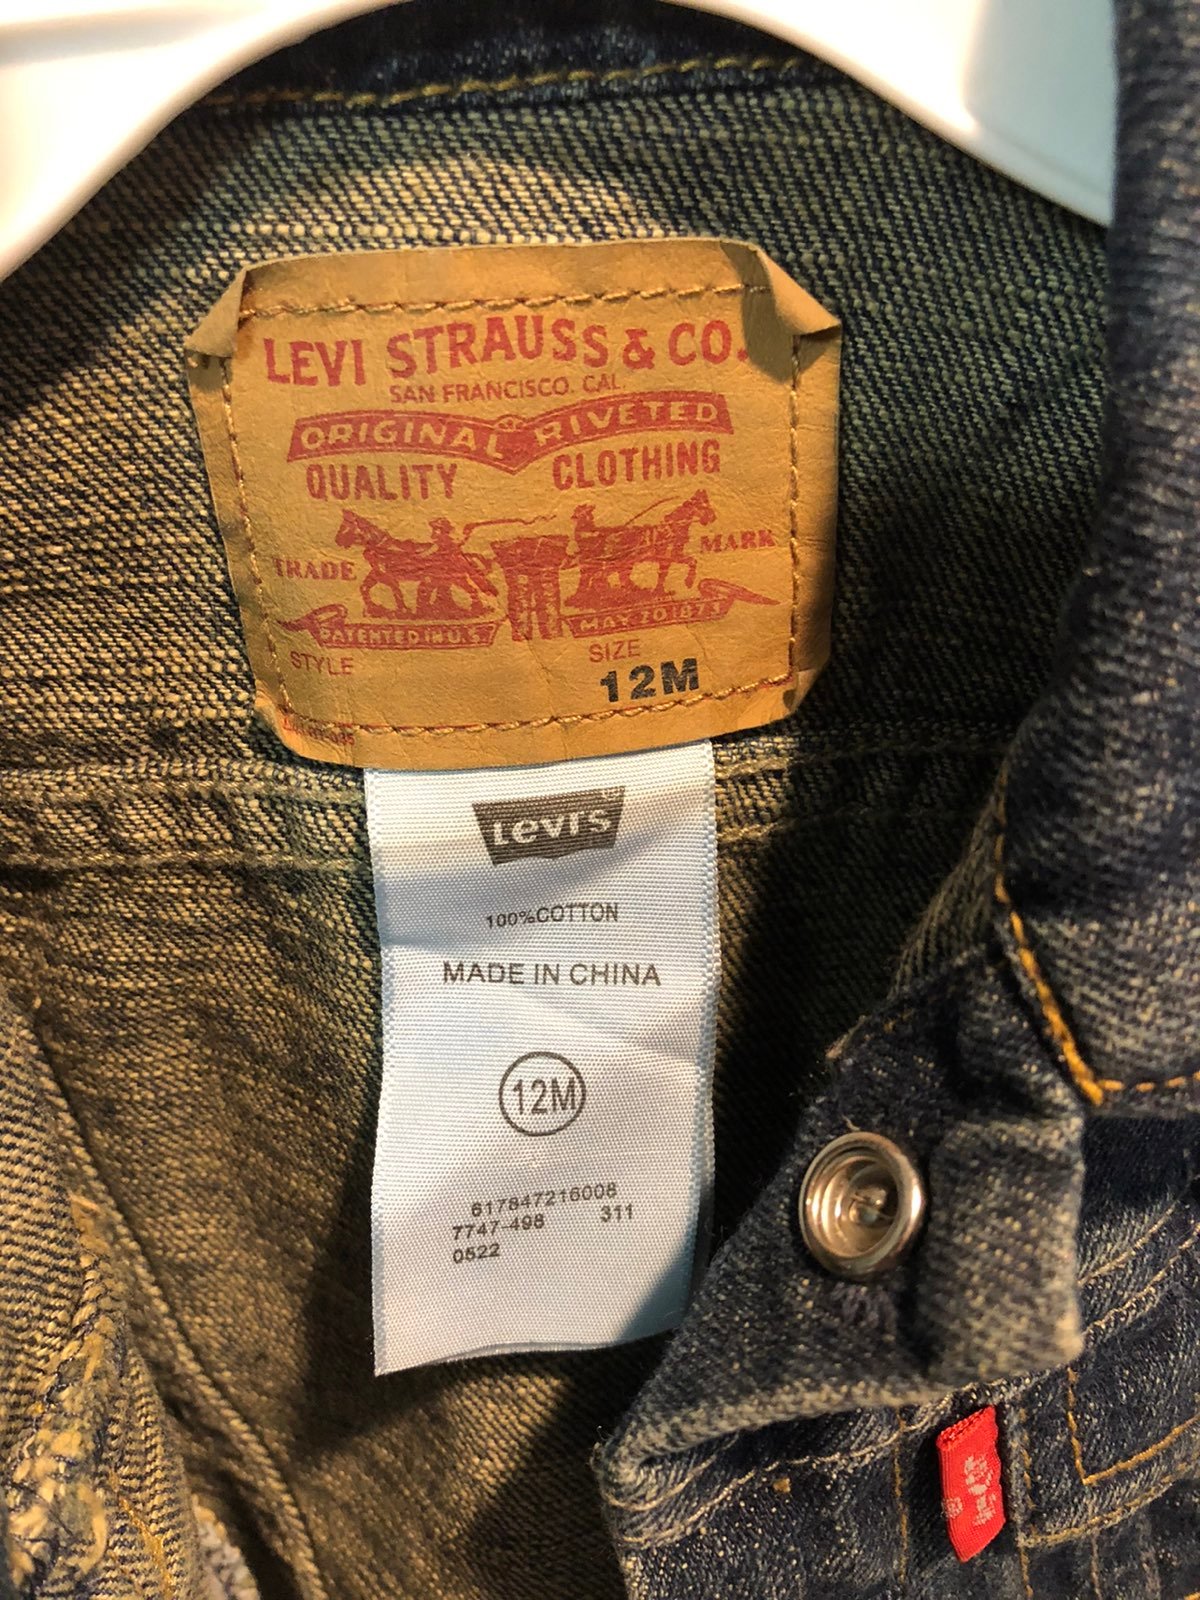 LEVI STRAUSS & CO.
SAN FRANCISCO. CAL.
ORIGINAL RIVETED
QUALITY CLOTHING
TRADE MARK
PATENTED IN U.S. MAY 20 1873
STYLE SIZE
12M
Levi's
100%COTTON
MADE IN CHINA
12M
617847216008
7747-498 311
0522
Levi's